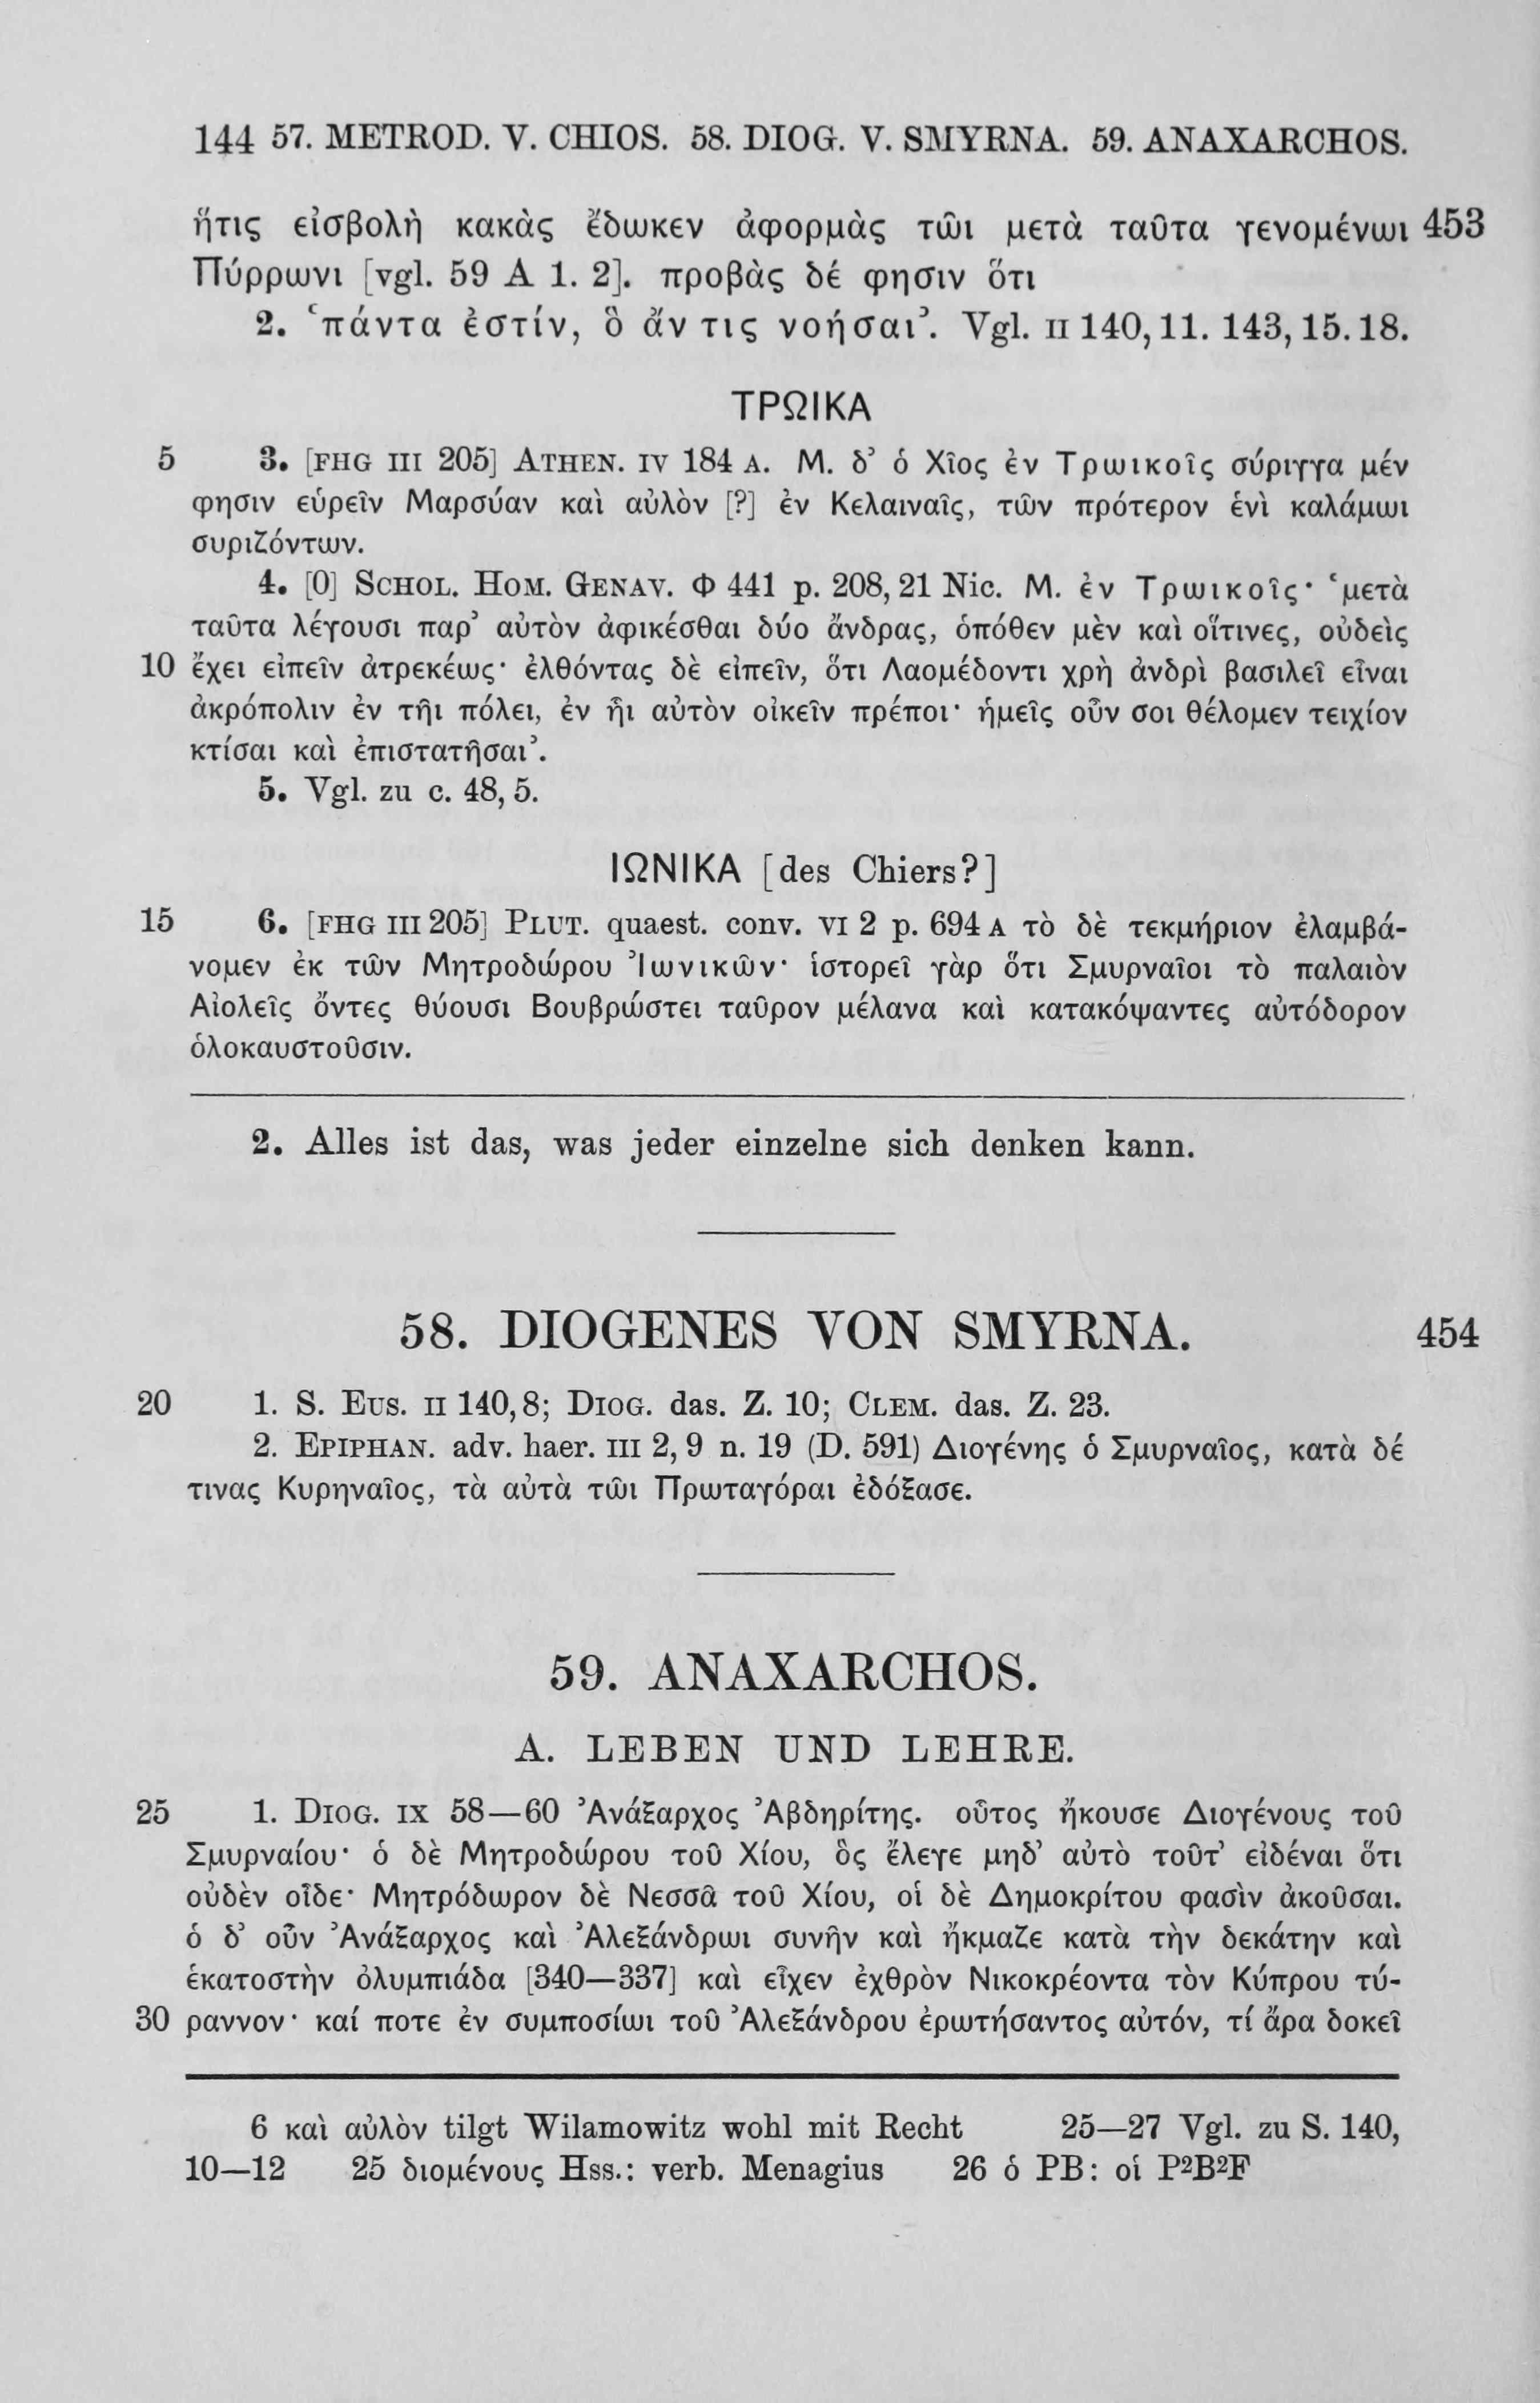 144 57. METROD. V. CHIOS. 58. DIOG. V. SMYRNA. 59. ANAXARCHOS.
ἥτις εἰσβολὴ κακὰς ἔδωκεν ἀφορμὰς τῶι μετὰ ταῦτα γενομένωι 453
Πύρρωνι [vgl. 59 A 1. 2]. προβὰς δέ φησιν ὅτι
2. ‘πάντα ἐστίν, ὃ ἄν τις νοήσαι’. Vgl. II 140, 11. 143, 15. 18.
ΤΡΩΙΚΑ
5 3. [FHG III 205] ATHEN. IV 184 A. Μ. δ’ ὁ Χῖος ἐν Τρωικοῖς σύριγγα μέν
φησιν εὑρεῖν Μαρσύαν καὶ αὐλὸν [?] ἐν Κελαιναῖς, τῶν πρότερον ἑνὶ καλάμωι
συριζόντων.
4. [0] SCHOL. HOM. GENAV. Φ 441 p. 208, 21 Nic. Μ. ἐν Τρωικοῖς· ‘μετὰ
ταῦτα λέγουσι παρ’ αὐτὸν ἀφικέσθαι δύο ἄνδρας, ὁπόθεν μὲν καὶ οἵτινες, οὐδεὶς
10 ἔχει εἰπεῖν ἀτρεκέως· ἐλθόντας δὲ εἰπεῖν, ὅτι Λαομέδοντι χρὴ ἀνδρὶ βασιλεῖ εἶναι
ἀκρόπολιν ἐν τῆι πόλει, ἐν ἧι αὐτὸν οἰκεῖν πρέποι· ἡμεῖς οὖν σοι θέλομεν τειχίον
κτίσαι καὶ ἐπιστατῆσαι’.
5. Vgl. zu c. 48, 5.
ΙΩΝΙΚΑ [des Chiers?]
15 6. [FHG III 205] PLUT. quaest. conv. VI 2 p. 694 A τὸ δὲ τεκμήριον ἐλαμβά-
νομεν ἐκ τῶν Μητροδώρου Ἰωνικῶν· ἱστορεῖ γὰρ ὅτι Σμυρναῖοι τὸ παλαιὸν
Αἰολεῖς ὄντες θύουσι Βουβρώστει ταῦρον μέλανα καὶ κατακόψαντες αὐτόδορον
ὁλοκαυστοῦσιν.
2. Alles ist das, was jeder einzelne sich denken kann.
58. DIOGENES VON SMYRNA. 454
20 1. S. EUS. II 140, 8; DIOG. das. Z. 10; CLEM. das. Z. 23.
2. EPIPHAN. adv. haer. III 2, 9 n. 19 (D. 591) Διογένης ὁ Σμυρναῖος, κατὰ δέ
τινας Κυρηναῖος, τὰ αὐτὰ τῶι Πρωταγόραι ἐδόξασε.
59. ANAXARCHOS.
A. LEBEN UND LEHRE.
25 1. DIOG. IX 58—60 Ἀνάξαρχος Ἀβδηρίτης. οὗτος ἤκουσε Διογένους τοῦ
Σμυρναίου· ὁ δὲ Μητροδώρου τοῦ Χίου, ὃς ἔλεγε μηδ’ αὐτὸ τοῦτ’ εἰδέναι ὅτι
οὐδὲν οἶδε· Μητρόδωρον δὲ Νεσσᾶ τοῦ Χίου, οἱ δὲ Δημοκρίτου φασὶν ἀκοῦσαι.
ὁ δ’ οὖν Ἀνάξαρχος καὶ Ἀλεξάνδρωι συνῆν καὶ ἤκμαζε κατὰ τὴν δεκάτην καὶ
ἑκατοστὴν ὀλυμπιάδα [340—337] καὶ εἶχεν ἐχθρὸν Νικοκρέοντα τὸν Κύπρου τύ-
30 ραννον· καί ποτε ἐν συμποσίωι τοῦ Ἀλεξάνδρου ἐρωτήσαντος αὐτόν, τί ἄρα δοκεῖ
6 καὶ αὐλὸν tilgt Wilamowitz wohl mit Recht 25—27 Vgl. zu S. 140,
10—12 25 διομένους Hss.: verb. Menagius 26 ὁ PB: οἱ P²B²F